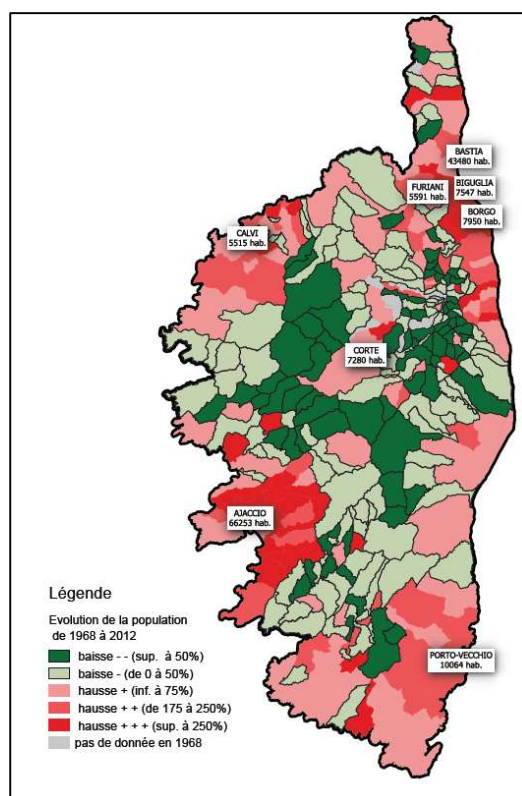 BASTIA
43480 hab.
FURIANI
5591 hab.
BIGUGLIA
7547 hab.
BORGO
7950 hab.
CALVI
5515 hab.
CORTE
7280 hab.
AJACCIO
66253 hab.
PORTO-VECCHIO
10064 hab.
Légende
Evolution de la population
de 1968 à 2012
baisse - - (sup. à 50%)
baisse - (de 0 à 50%)
hausse + (inf. à 75%)
hausse + + (de 175 à 250%)
hausse + + + (sup. à 250%)
pas de donnée en 1968